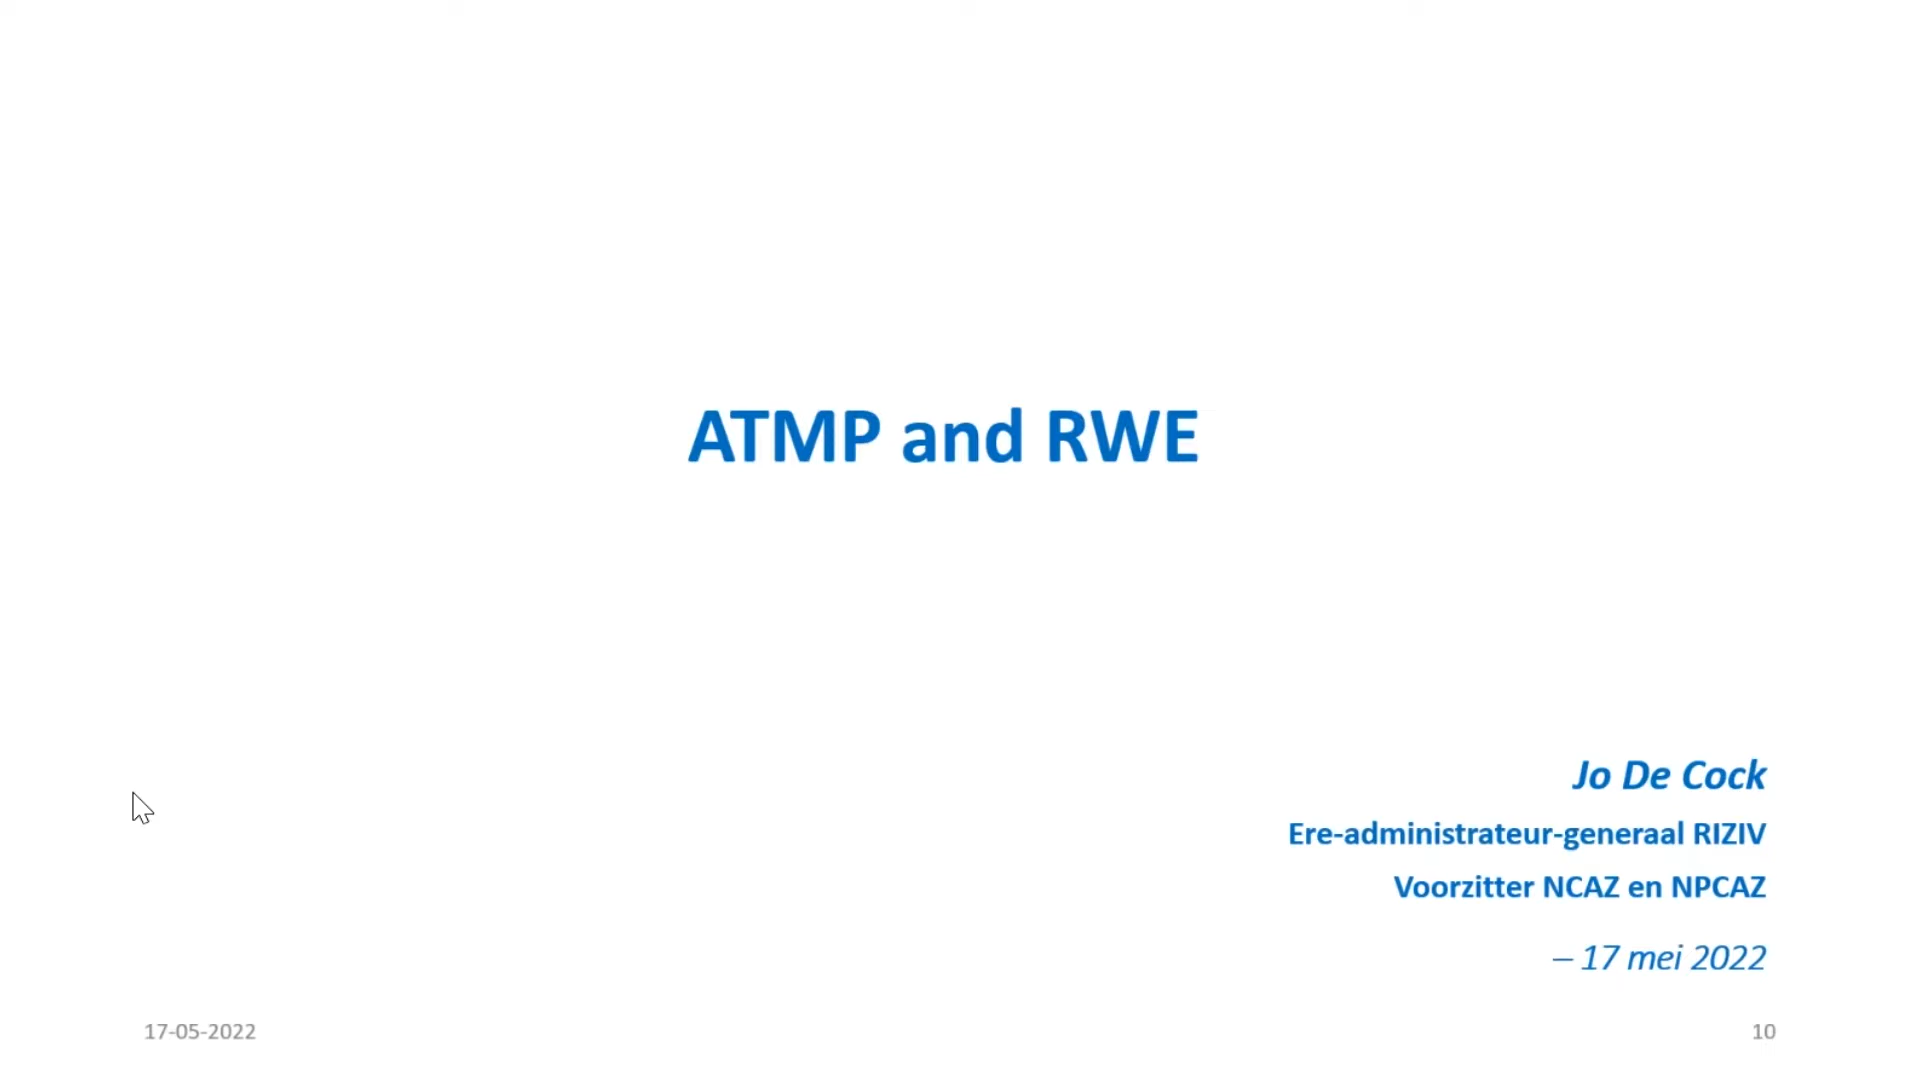 ATMP and RWE
Jo De Cock
Ere-administrateur-generaal RIZIV
Voorzitter NCAZ en NPCAZ
– 17 mei 2022
17-05-2022
10